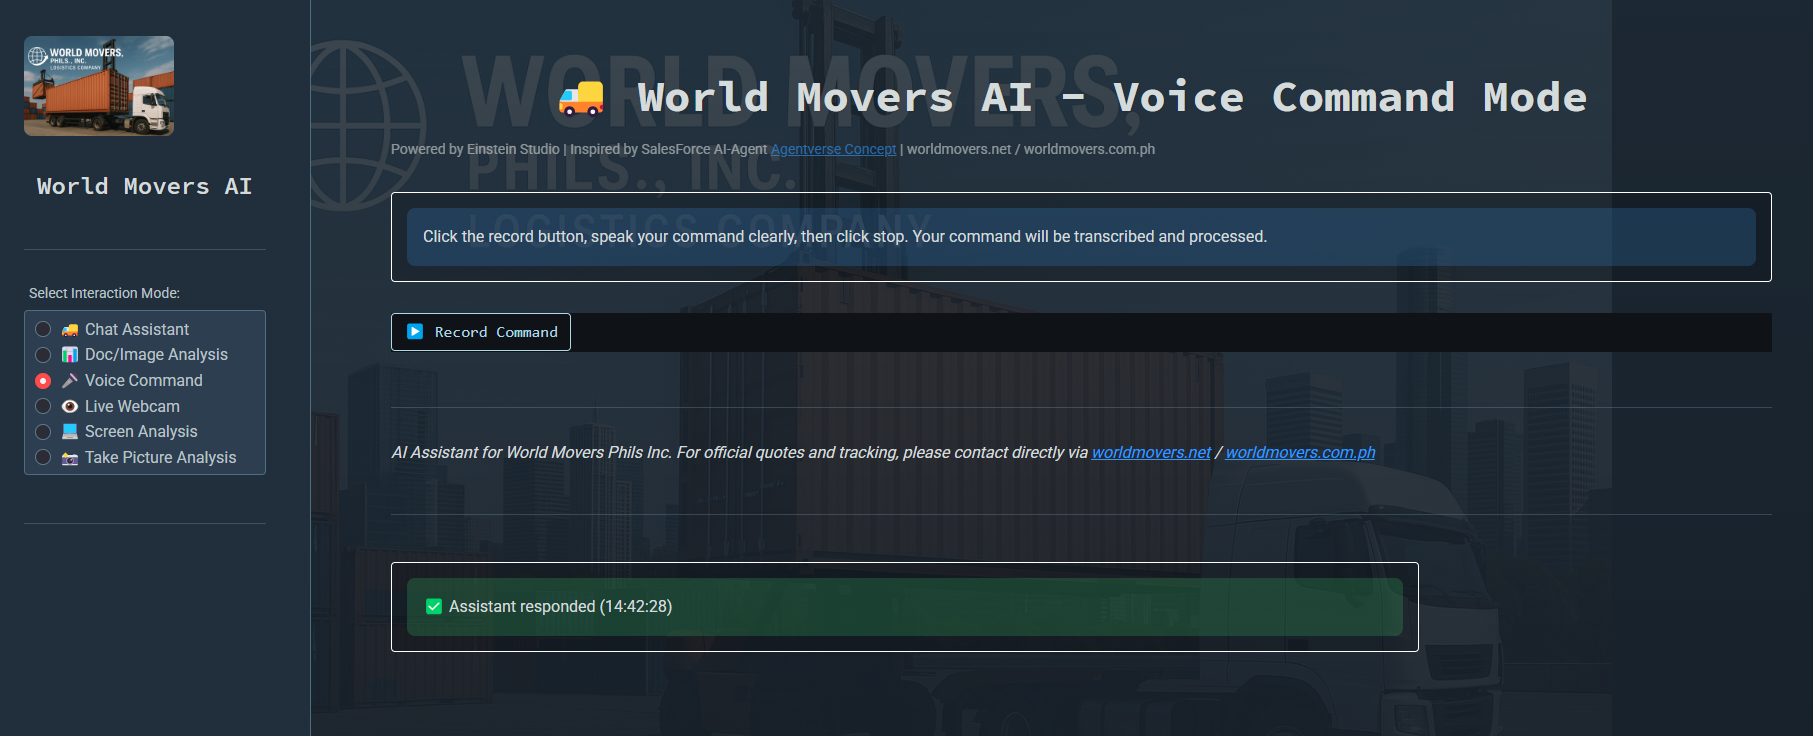 WORLD MOVERS.
PHILS., INC.
LOGISTICS COMPANY
World Movers AI
Select Interaction Mode:
Chat Assistant
Doc/Image Analysis
Voice Command
Live Webcam
Screen Analysis
Take Picture Analysis
WORLD MOVERS,
PHILS., INC.
LOGISTICS COMPANY
World Movers AI - Voice Command Mode
Powered by Einstein Studio | Inspired by SalesForce AI-Agent Agentverse Concept | worldmovers.net / worldmovers.com.ph
Click the record button, speak your command clearly, then click stop. Your command will be transcribed and processed.
Record Command
AI Assistant for World Movers Phils Inc. For official quotes and tracking, please contact directly via worldmovers.net / worldmovers.com.ph
Assistant responded (14:42:28)